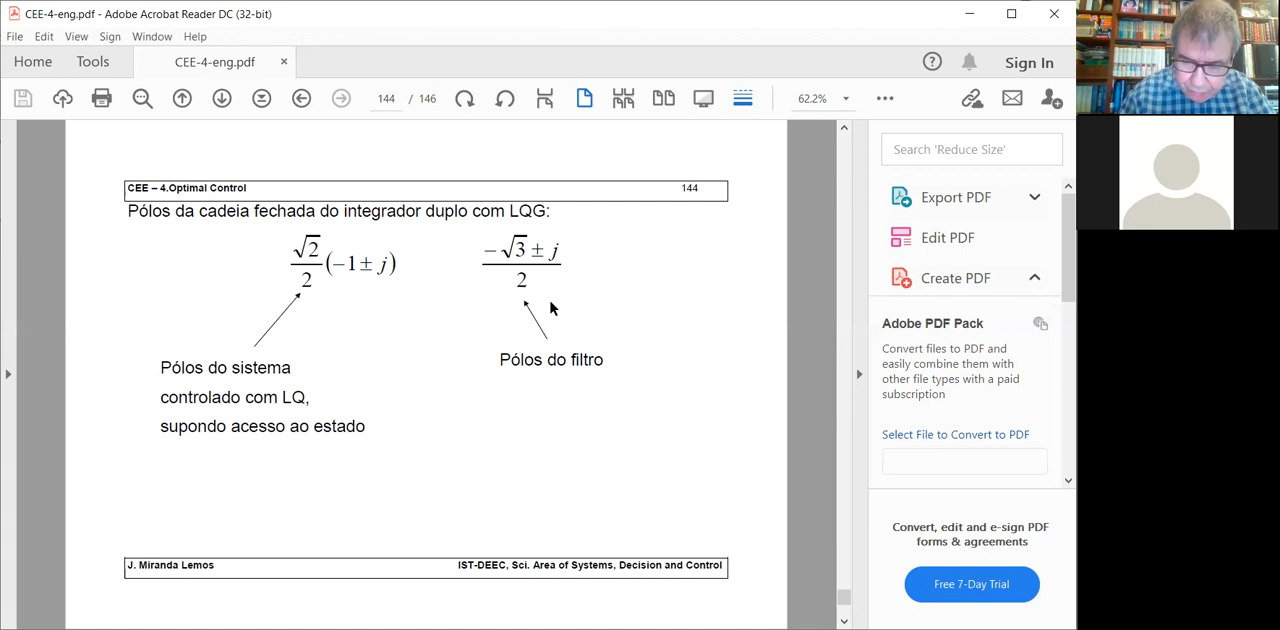 CEE-4-eng.pdf - Adobe Acrobat Reader DC (32-bit)
File Edit View Sign Window Help
Home Tools CEE-4-eng.pdf × Sign In
144 / 146 62.2%
CEE – 4.Optimal Control 144
Pólos da cadeia fechada do integrador duplo com LQG:
√2/2 (−1 ± j) (−√3 ± j)/2
Pólos do sistema
controlado com LQ,
supondo acesso ao estado
Pólos do filtro
J. Miranda Lemos IST-DEEC, Sci. Area of Systems, Decision and Control
Search 'Reduce Size'
Export PDF
Edit PDF
Create PDF
Adobe PDF Pack
Convert files to PDF and
easily combine them with
other file types with a paid
subscription
Select File to Convert to PDF
Convert, edit and e-sign PDF
forms & agreements
Free 7-Day Trial